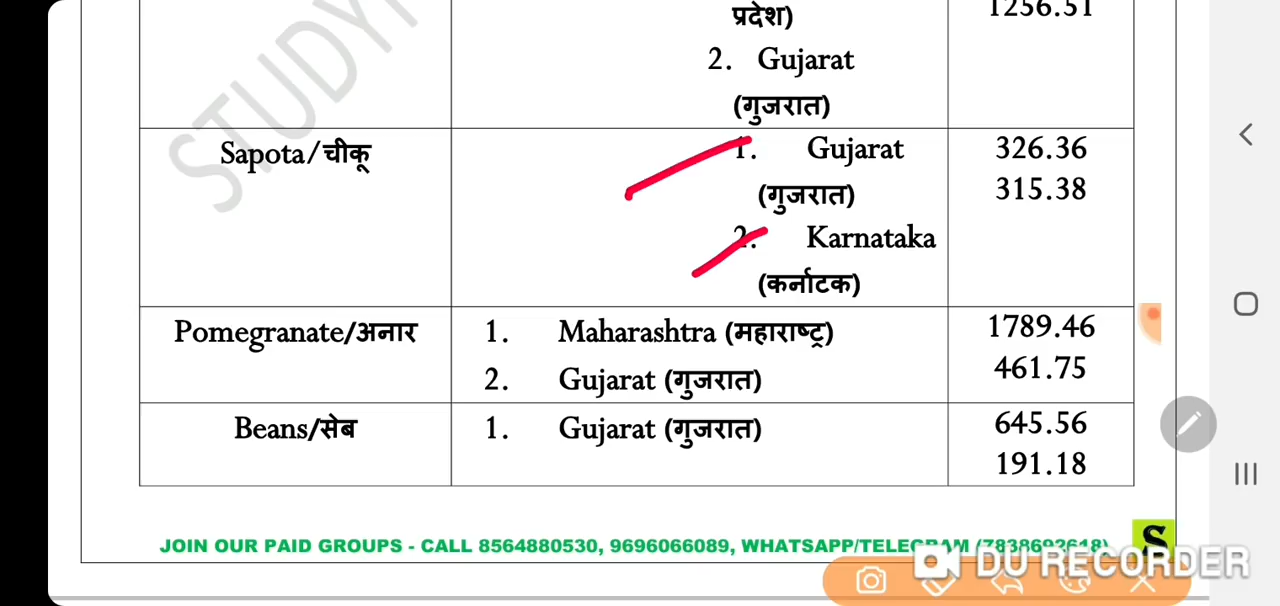 प्रदेश)
1256.51
2. Gujarat
(गुजरात)
STUDY
Sapota/चीकू
1. Gujarat
(गुजरात)
2. Karnataka
(कर्नाटक)
326.36
315.38
Pomegranate/अनार
1. Maharashtra (महाराष्ट्र)
2. Gujarat (गुजरात)
1789.46
461.75
Beans/सेब
1. Gujarat (गुजरात)
645.56
191.18
JOIN OUR PAID GROUPS - CALL 8564880530, 9696066089, WHATSAPP/TELEGRAM (7838692618)
S
DU RECORDER